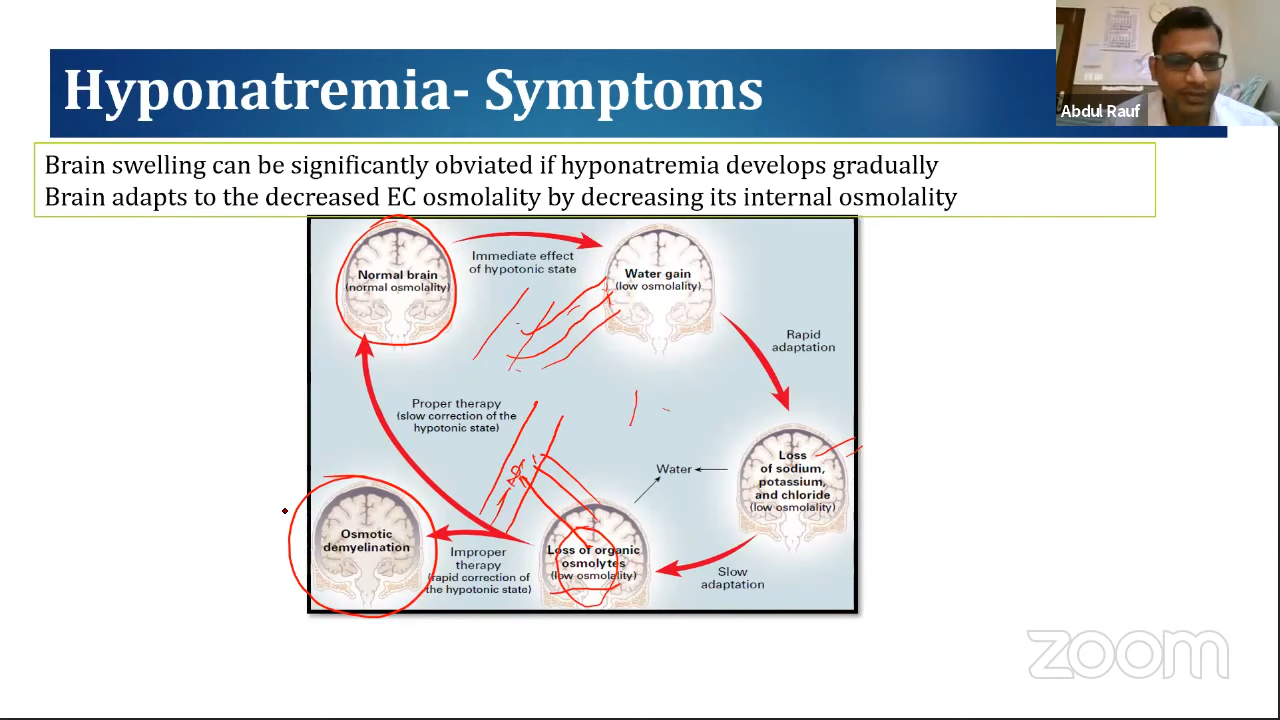 Hyponatremia- Symptoms
Abdul Rauf
Brain swelling can be significantly obviated if hyponatremia develops gradually
Brain adapts to the decreased EC osmolality by decreasing its internal osmolality
Normal brain
(normal osmolality)
Immediate effect
of hypotonic state
Water gain
(low osmolality)
Rapid
adaptation
Proper therapy
(slow correction of the
hypotonic state)
Water
Loss
of sodium,
potassium,
and chloride
(low osmolality)
Osmotic
demyelination
Improper
therapy
(rapid correction of
the hypotonic state)
Loss of organic
osmolytes
(low osmolality)
Slow
adaptation
zoom